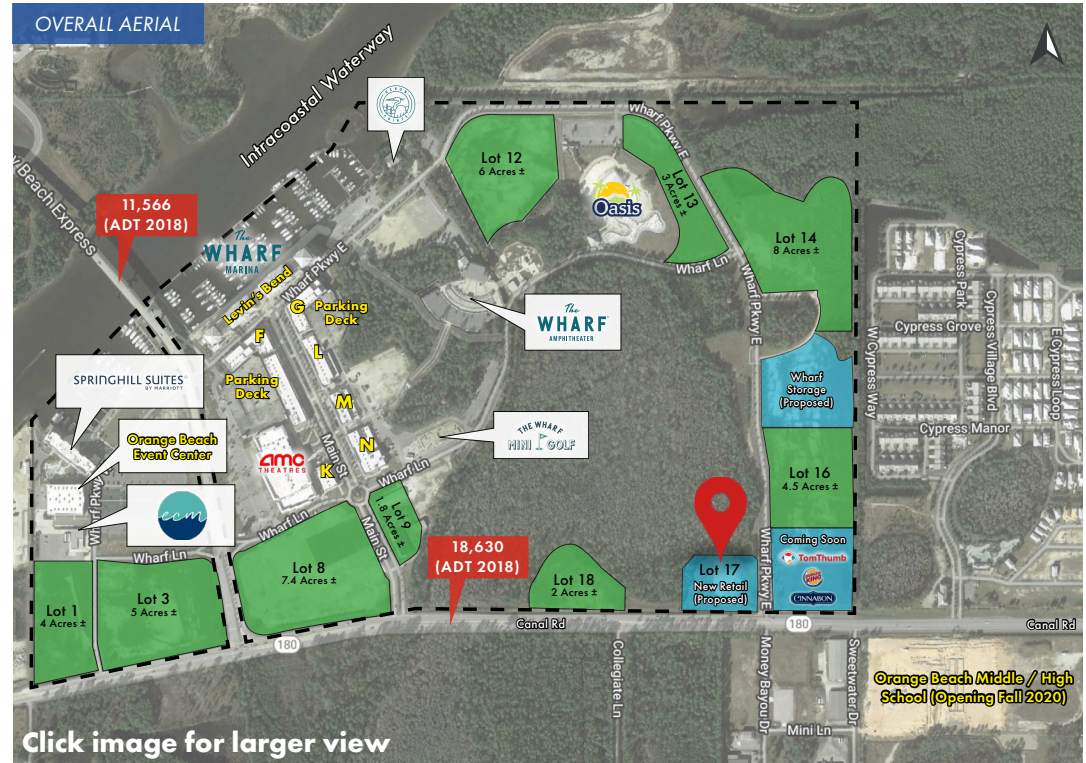 OVERALL AERIAL
Intracoastal Waterway
Beach Express
11,566
(ADT 2018)
The
WHARF
MARINA
Levin's Bend
Wharf Pkwy E
G
Parking
Deck
F
L
Parking
Deck
M
N
K
Main St
Wharf Ln
amc
THEATRES
SPRINGHILL SUITES
BY MARRIOTT
Orange Beach
Event Center
ecm
Wharf Pkwy
Wharf Ln
Lot 1
4 Acres ±
Lot 3
5 Acres ±
Wharf Ln
Lot 8
7.4 Acres ±
Main St
Lot 9
1.8 Acres ±
The
WHARF
AMPHITHEATER
THE WHARF
MINI GOLF
Lot 12
6 Acres ±
Oasis
Wharf Pkwy E
Lot 13
3 Acres ±
Wharf Ln
Lot 14
8 Acres ±
Wharf Pkwy E
Wharf
Storage
(Proposed)
Lot 16
4.5 Acres ±
Coming Soon
TomThumb
BURGER
KING
CINNABON
Wharf Pkwy E
Lot 17
New Retail
(Proposed)
Lot 18
2 Acres ±
18,630
(ADT 2018)
180
Canal Rd
180
Canal Rd
W Cypress Way
Cypress Park
Cypress Grove
Cypress Village Blvd
E Cypress Loop
Cypress Manor
Collegiate Ln
Money Bayou Dr
Sweetwater Dr
Mini Ln
Orange Beach Middle / High
School (Opening Fall 2020)
Click image for larger view